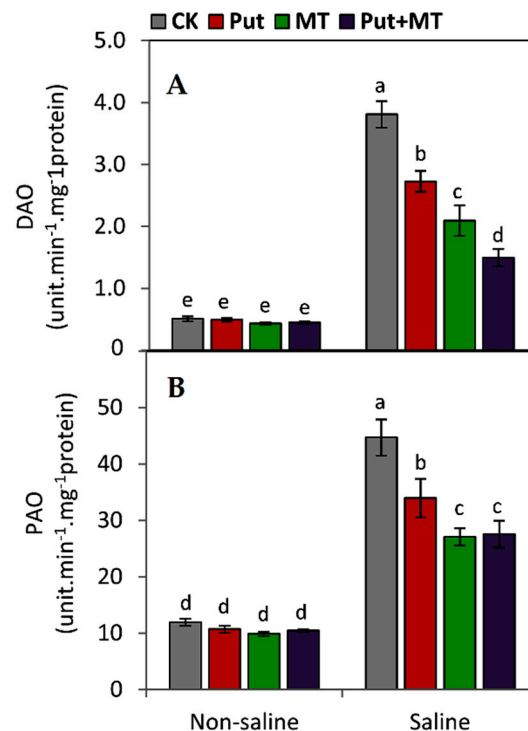 CK Put MT Put+MT
5.0
A
a
4.0
DAO
(unit.min⁻¹.mg⁻1protein)
3.0
b
c
2.0
d
1.0
e e e e
0
B
50
a
PAO
(unit.min⁻¹.mg⁻¹protein)
40
b
30
c c
20
d d d d
10
0
Non-saline Saline